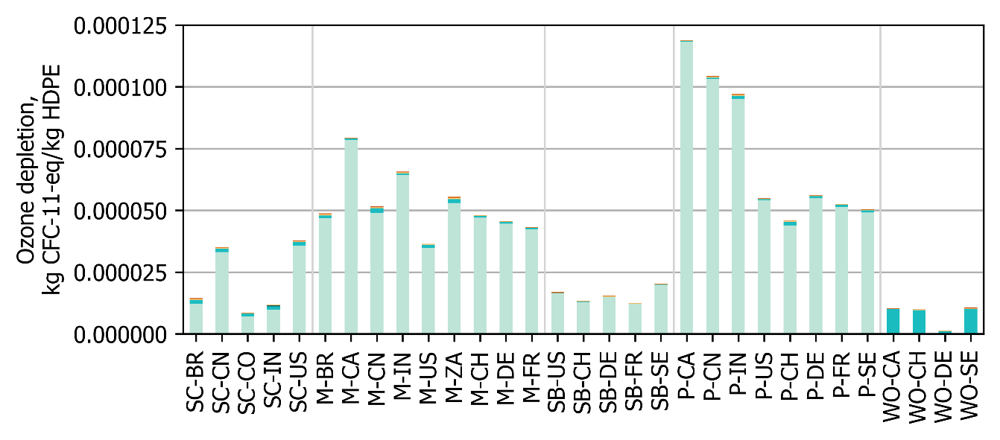 Ozone depletion,
kg CFC-11-eq/kg HDPE
0.000125
0.000100
0.000075
0.000050
0.000025
0.000000
SC-BR
SC-CN
SC-CO
SC-IN
SC-US
M-BR
M-CA
M-CN
M-IN
M-US
M-ZA
M-CH
M-DE
M-FR
SB-US
SB-CH
SB-DE
SB-FR
SB-SE
P-CA
P-CN
P-IN
P-US
P-CH
P-DE
P-FR
P-SE
WO-CA
WO-CH
WO-DE
WO-SE